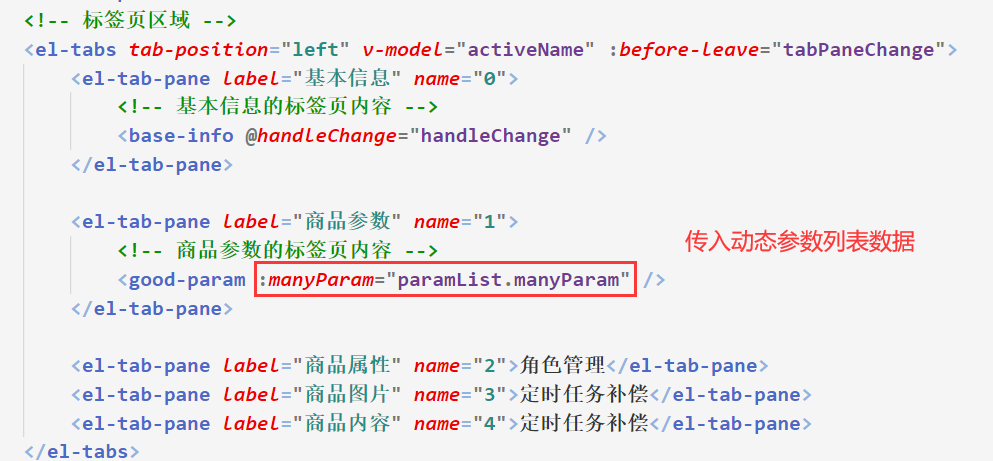 <!-- 标签页区域 -->
<el-tabs tab-position="left" v-model="activeName" :before-leave="tabPaneChange">
<el-tab-pane label="基本信息" name="0">
<!-- 基本信息的标签页内容 -->
<base-info @handleChange="handleChange" />
</el-tab-pane>
<el-tab-pane label="商品参数" name="1">
<!-- 商品参数的标签页内容 -->
传入动态参数列表数据
<good-param :manyParam="paramList.manyParam" />
</el-tab-pane>
<el-tab-pane label="商品属性" name="2">角色管理</el-tab-pane>
<el-tab-pane label="商品图片" name="3">定时任务补偿</el-tab-pane>
<el-tab-pane label="商品内容" name="4">定时任务补偿</el-tab-pane>
</el-tabs>